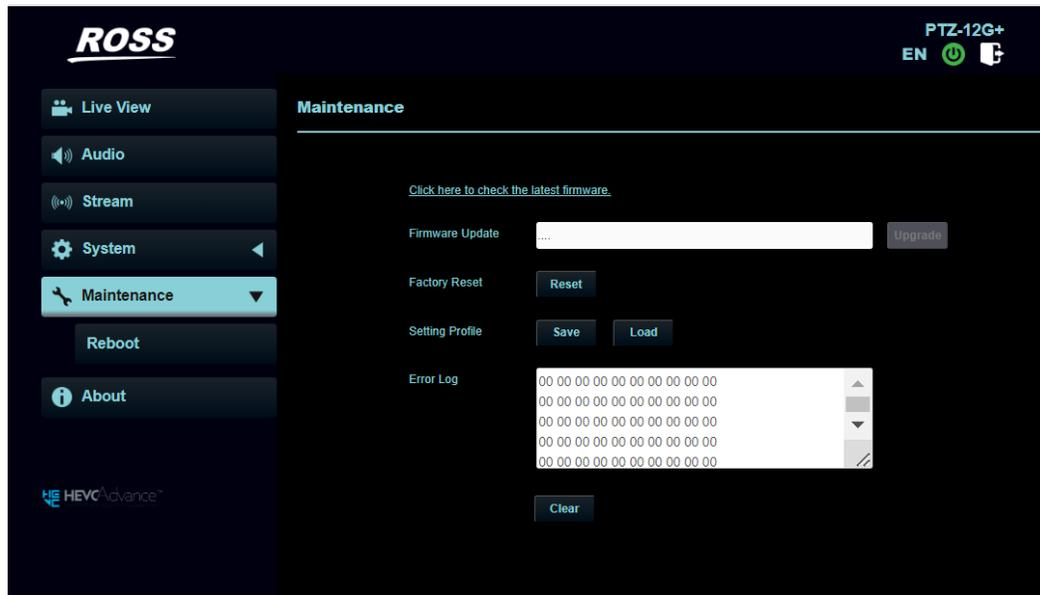 ROSS
PTZ-12G+
EN
Live View
Audio
Stream
System
Maintenance
Reboot
About
HEVCAdvance™
Maintenance
Click here to check the latest firmware.
Firmware Update
....
Upgrade
Factory Reset
Reset
Setting Profile
Save
Load
Error Log
00 00 00 00 00 00 00 00 00 00
00 00 00 00 00 00 00 00 00 00
00 00 00 00 00 00 00 00 00 00
00 00 00 00 00 00 00 00 00 00
00 00 00 00 00 00 00 00 00 00
Clear